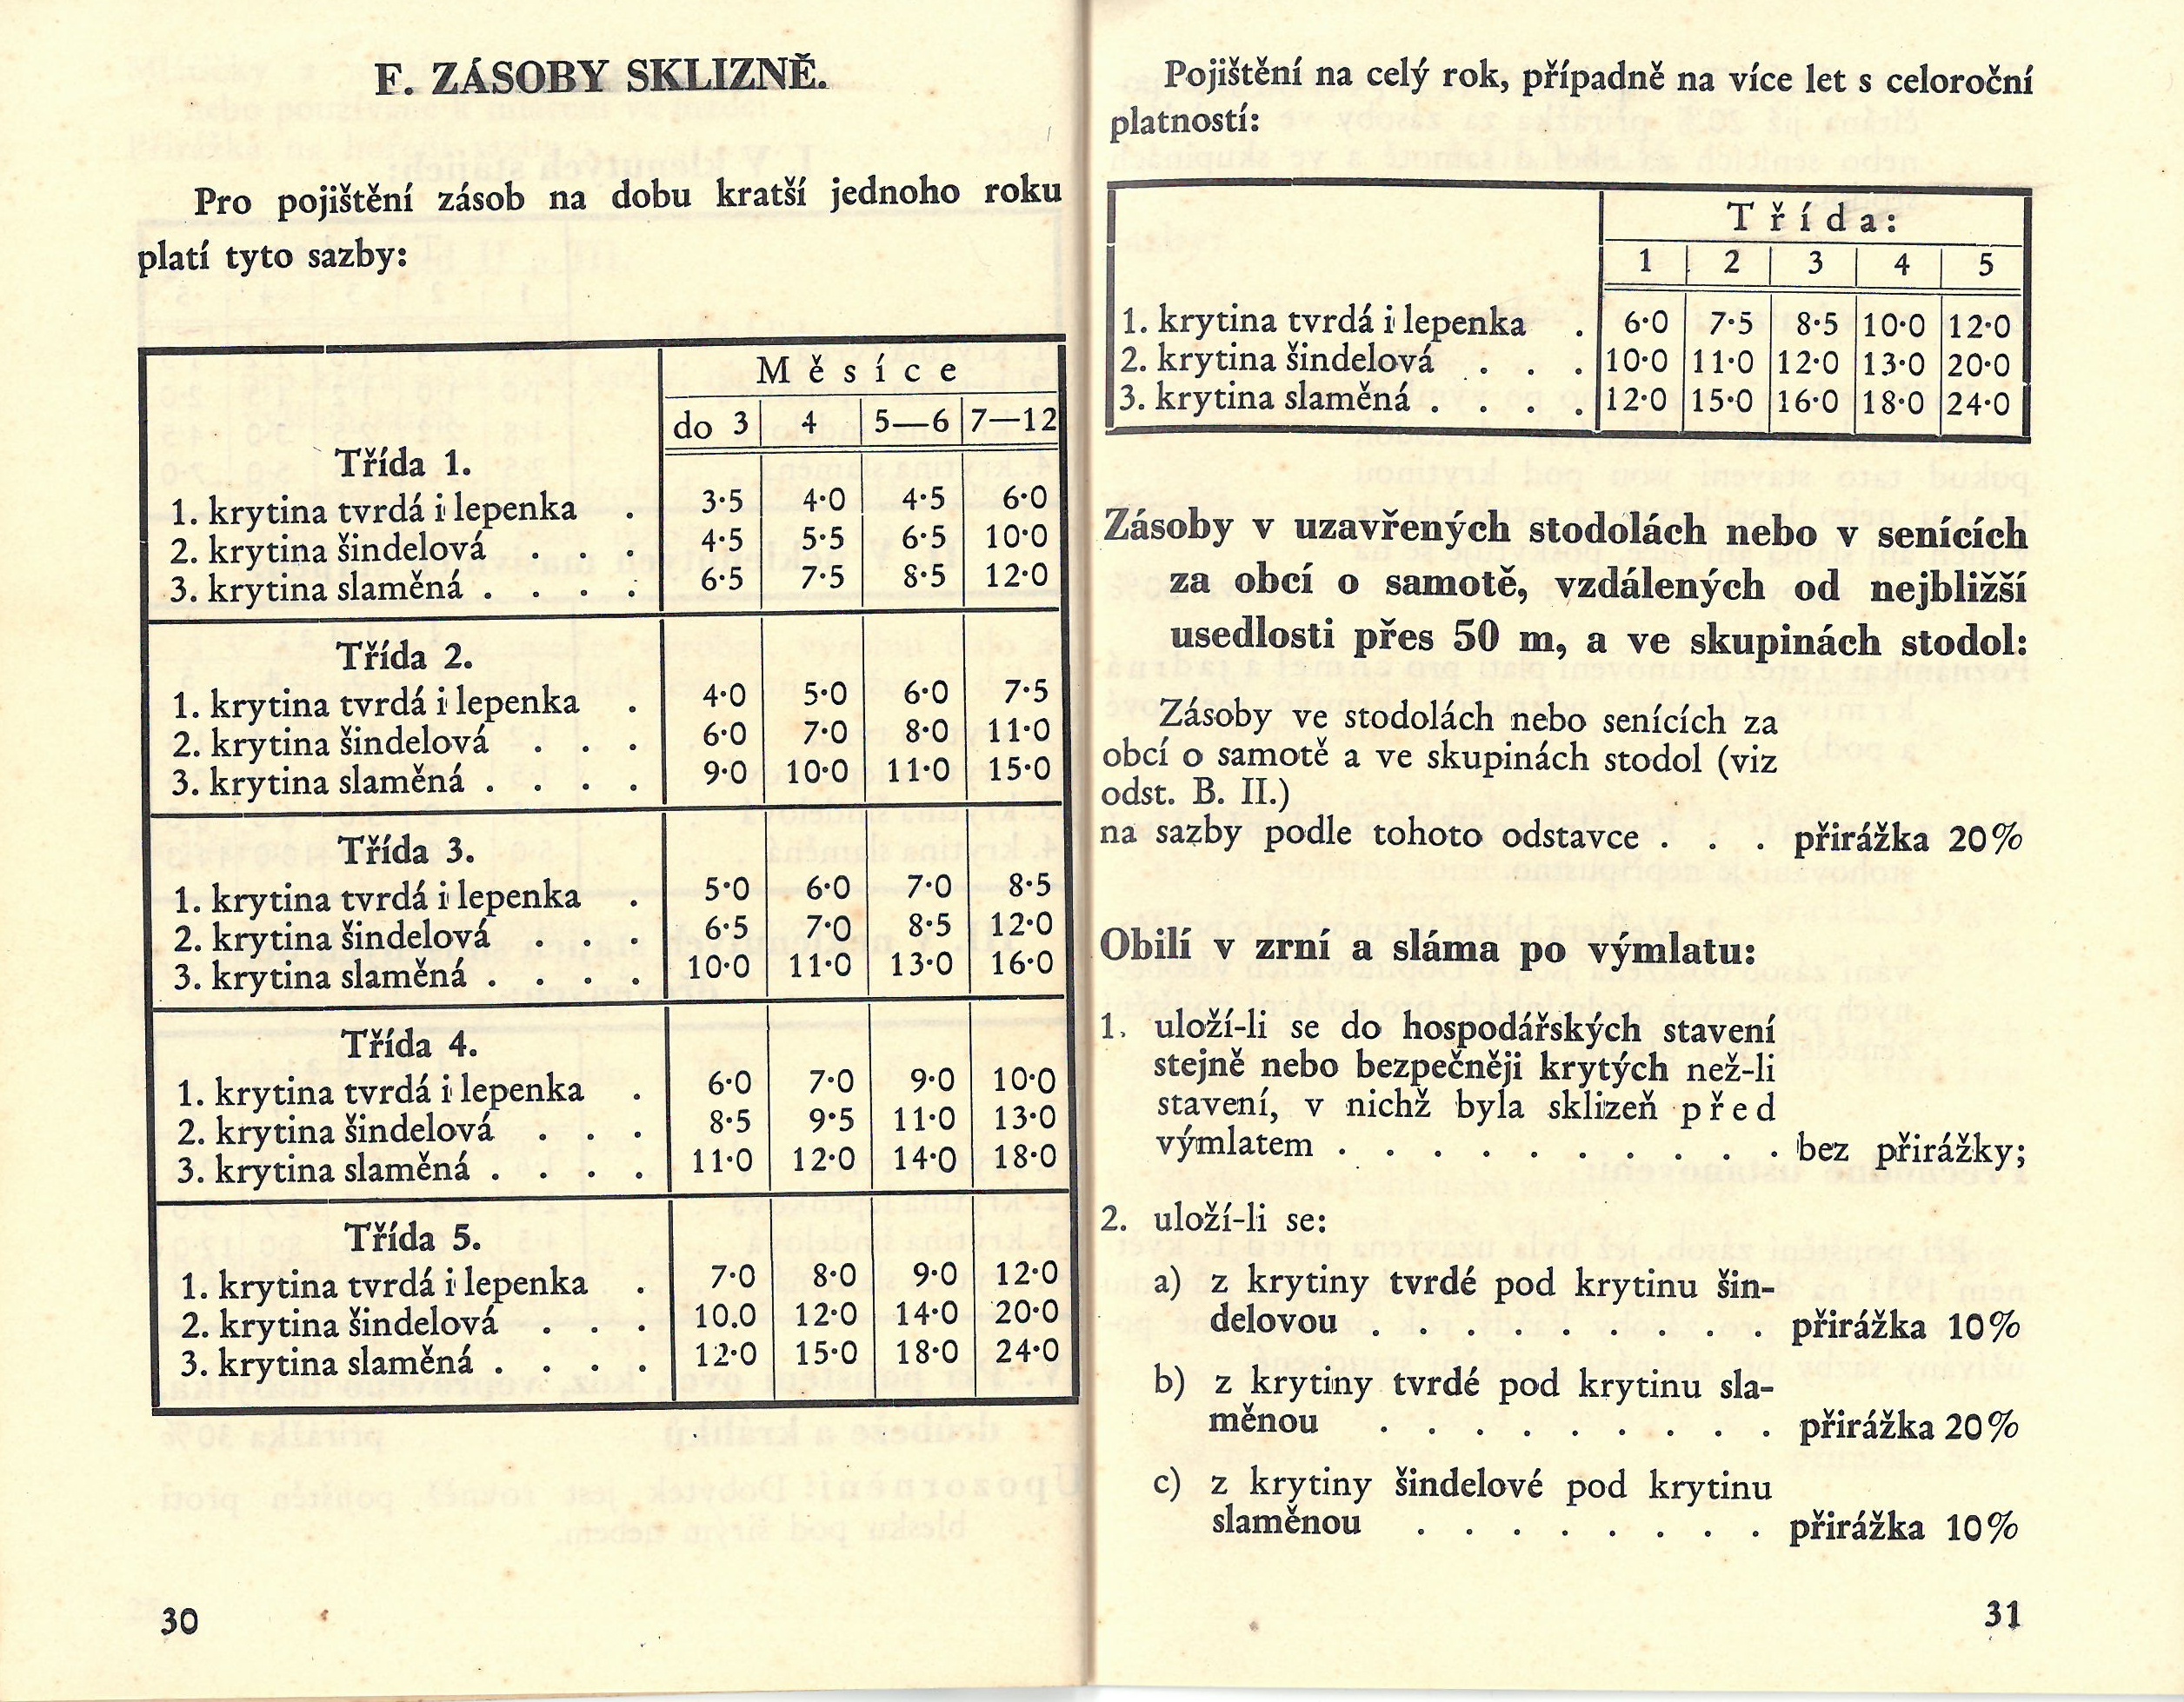 F. ZÁSOBY SKLIZNĚ.
Pro pojištění zásob na dobu kratší jednoho roku
platí tyto sazby:
Měsíce
do 3 4 5—6 7—12
Třída 1.
1. krytina tvrdá i lepenka . 3·5 4·0 4·5 6·0
2. krytina šindelová . . . 4·5 5·5 6·5 10·0
3. krytina slaměná . . . . 6·5 7·5 8·5 12·0
Třída 2.
1. krytina tvrdá i lepenka . 4·0 5·0 6·0 7·5
2. krytina šindelová . . . 6·0 7·0 8·0 11·0
3. krytina slaměná . . . . 9·0 10·0 11·0 15·0
Třída 3.
1. krytina tvrdá i lepenka . 5·0 6·0 7·0 8·5
2. krytina šindelová . . . 6·5 7·0 8·5 12·0
3. krytina slaměná . . . . 10·0 11·0 13·0 16·0
Třída 4.
1. krytina tvrdá i lepenka . 6·0 7·0 9·0 10·0
2. krytina šindelová . . . 8·5 9·5 11·0 13·0
3. krytina slaměná . . . . 11·0 12·0 14·0 18·0
Třída 5.
1. krytina tvrdá i lepenka . 7·0 8·0 9·0 12·0
2. krytina šindelová . . . 10.0 12·0 14·0 20·0
3. krytina slaměná . . . . 12·0 15·0 18·0 24·0
30
Pojištění na celý rok, případně na více let s celoroční
platností:
Třída:
1 2 3 4 5
1. krytina tvrdá i lepenka . 6·0 7·5 8·5 10·0 12·0
2. krytina šindelová . . . 10·0 11·0 12·0 13·0 20·0
3. krytina slaměná . . . . 12·0 15·0 16·0 18·0 24·0
Zásoby v uzavřených stodolách nebo v senících
za obcí o samotě, vzdálených od nejbližší
usedlosti přes 50 m, a ve skupinách stodol:
Zásoby ve stodolách nebo senících za
obcí o samotě a ve skupinách stodol (viz
odst. B. II.)
na sazby podle tohoto odstavce . . . přirážka 20%
Obilí v zrní a sláma po výmlatu:
1. uloží-li se do hospodářských stavení
stejně nebo bezpečněji krytých než-li
stavení, v nichž byla sklizeň před
výmlatem . . . . . . . . . . bez přirážky;
2. uloží-li se:
a) z krytiny tvrdé pod krytinu šin-
delovou . . . . . . . . . přirážka 10%
b) z krytiny tvrdé pod krytinu sla-
měnou . . . . . . . . . přirážka 20%
c) z krytiny šindelové pod krytinu
slaměnou . . . . . . . . přirážka 10%
31